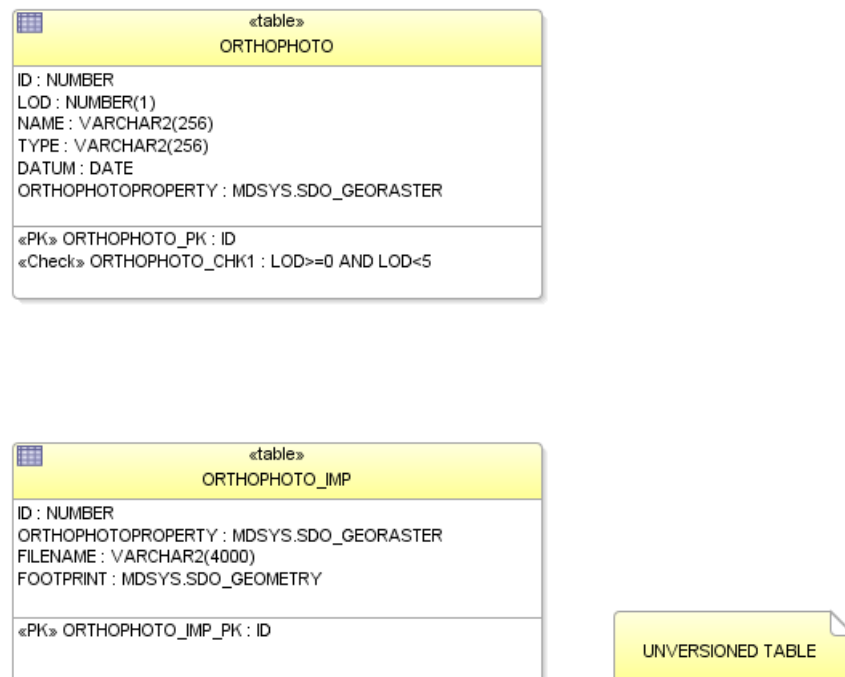 «table»
ORTHOPHOTO
ID : NUMBER
LOD : NUMBER(1)
NAME : VARCHAR2(256)
TYPE : VARCHAR2(256)
DATUM : DATE
ORTHOPHOTOPROPERTY : MDSYS.SDO_GEORASTER
«PK» ORTHOPHOTO_PK : ID
«Check» ORTHOPHOTO_CHK1 : LOD>=0 AND LOD<5
«table»
ORTHOPHOTO_IMP
ID : NUMBER
ORTHOPHOTOPROPERTY : MDSYS.SDO_GEORASTER
FILENAME : VARCHAR2(4000)
FOOTPRINT : MDSYS.SDO_GEOMETRY
«PK» ORTHOPHOTO_IMP_PK : ID
UNVERSIONED TABLE